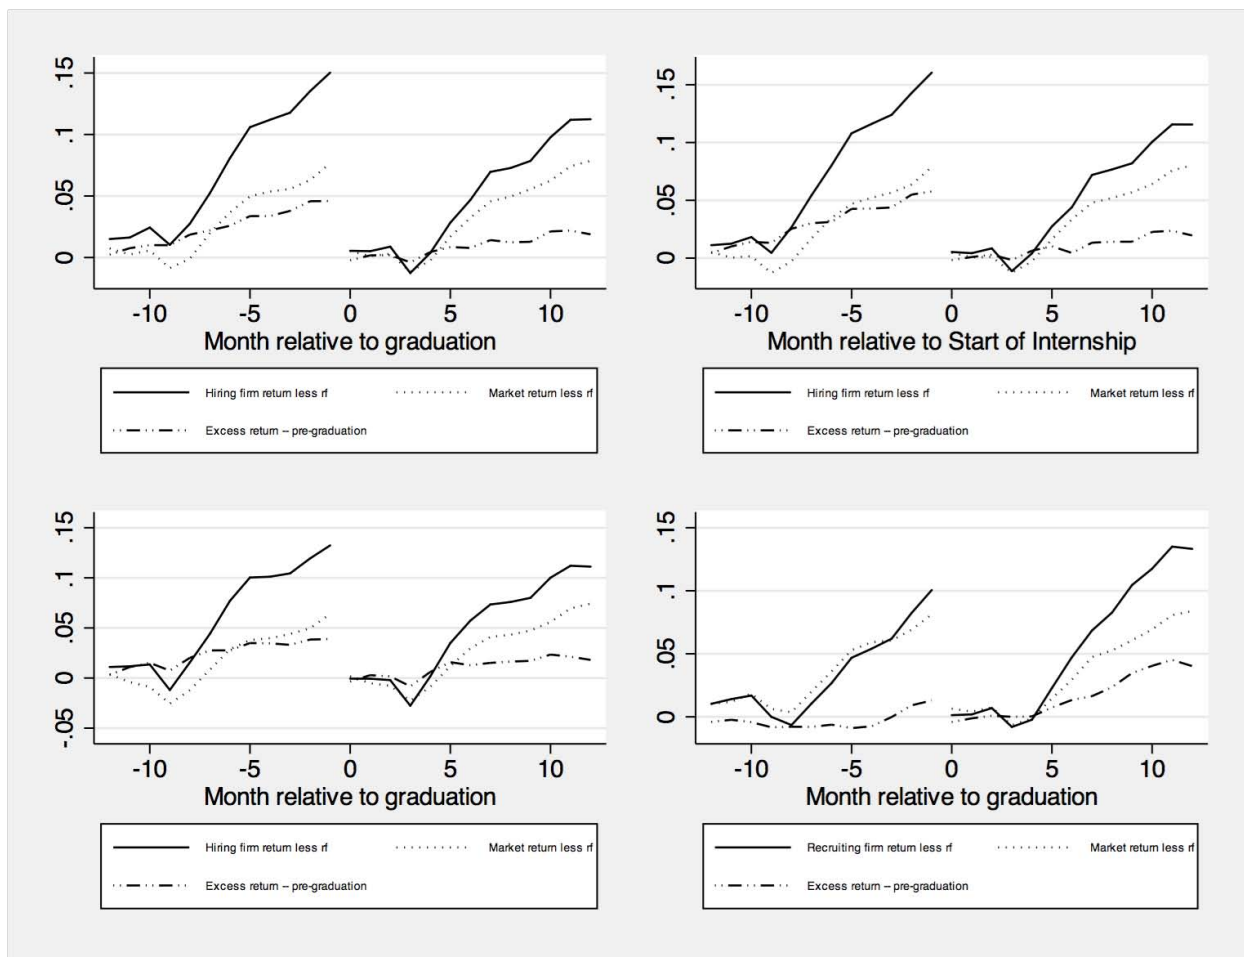 .15
.1
.05
0
-10 -5 0 5 10
Month relative to graduation
Hiring firm return less rf Market return less rf
Excess return – pre-graduation
.15
.1
.05
0
-10 -5 0 5 10
Month relative to Start of Internship
Hiring firm return less rf Market return less rf
Excess return – pre-graduation
.15
.1
.05
0
-.05
-10 -5 0 5 10
Month relative to graduation
Hiring firm return less rf Market return less rf
Excess return – pre-graduation
.15
.1
.05
0
-10 -5 0 5 10
Month relative to graduation
Recruiting firm return less rf Market return less rf
Excess return – pre-graduation